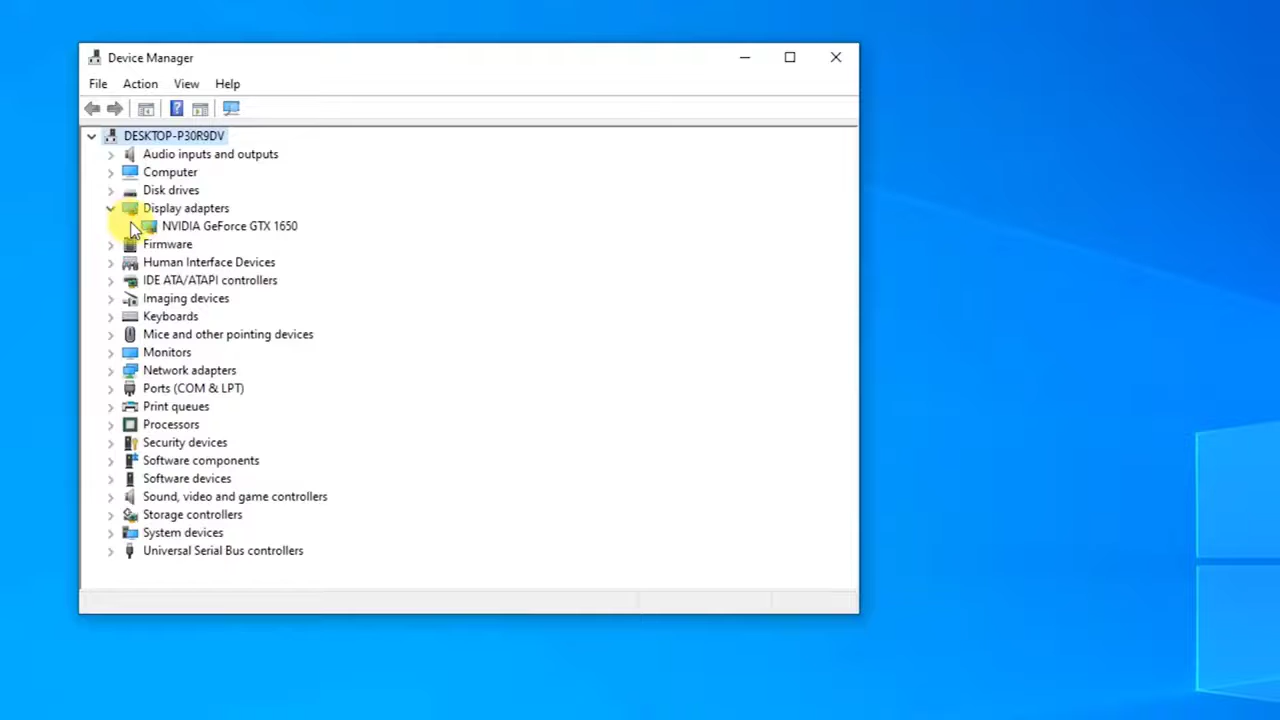 Device Manager
File Action View Help
DESKTOP-P30R9DV
Audio inputs and outputs
Computer
Disk drives
Display adapters
NVIDIA GeForce GTX 1650
Firmware
Human Interface Devices
IDE ATA/ATAPI controllers
Imaging devices
Keyboards
Mice and other pointing devices
Monitors
Network adapters
Ports (COM & LPT)
Print queues
Processors
Security devices
Software components
Software devices
Sound, video and game controllers
Storage controllers
System devices
Universal Serial Bus controllers